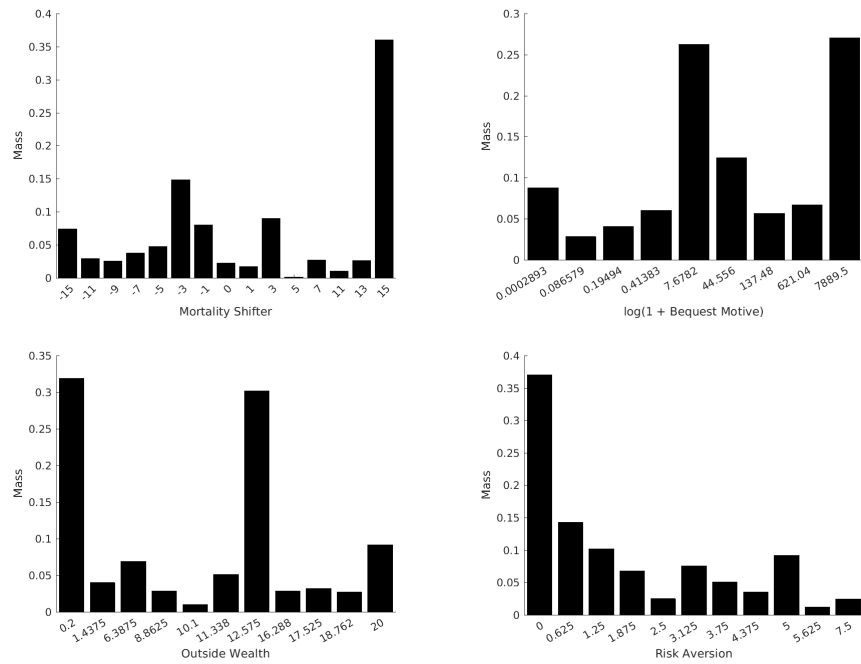 0.4
0.35
0.3
0.25
0.2
0.15
0.1
0.05
0
Mass
-15 -11 -9 -7 -5 -3 -1 0 1 3 5 7 11 13 15
Mortality Shifter
0.3
0.25
0.2
0.15
0.1
0.05
0
Mass
0.0002893 0.086579 0.19494 0.41383 7.6782 44.556 137.48 621.04 7889.5
log(1 + Bequest Motive)
0.35
0.3
0.25
0.2
0.15
0.1
0.05
0
Mass
0.2 1.4375 6.3875 8.8625 10.1 11.338 12.575 16.288 17.525 18.762 20
Outside Wealth
0.4
0.35
0.3
0.25
0.2
0.15
0.1
0.05
0
Mass
0 0.625 1.25 1.875 2.5 3.125 3.75 4.375 5 5.625 7.5
Risk Aversion